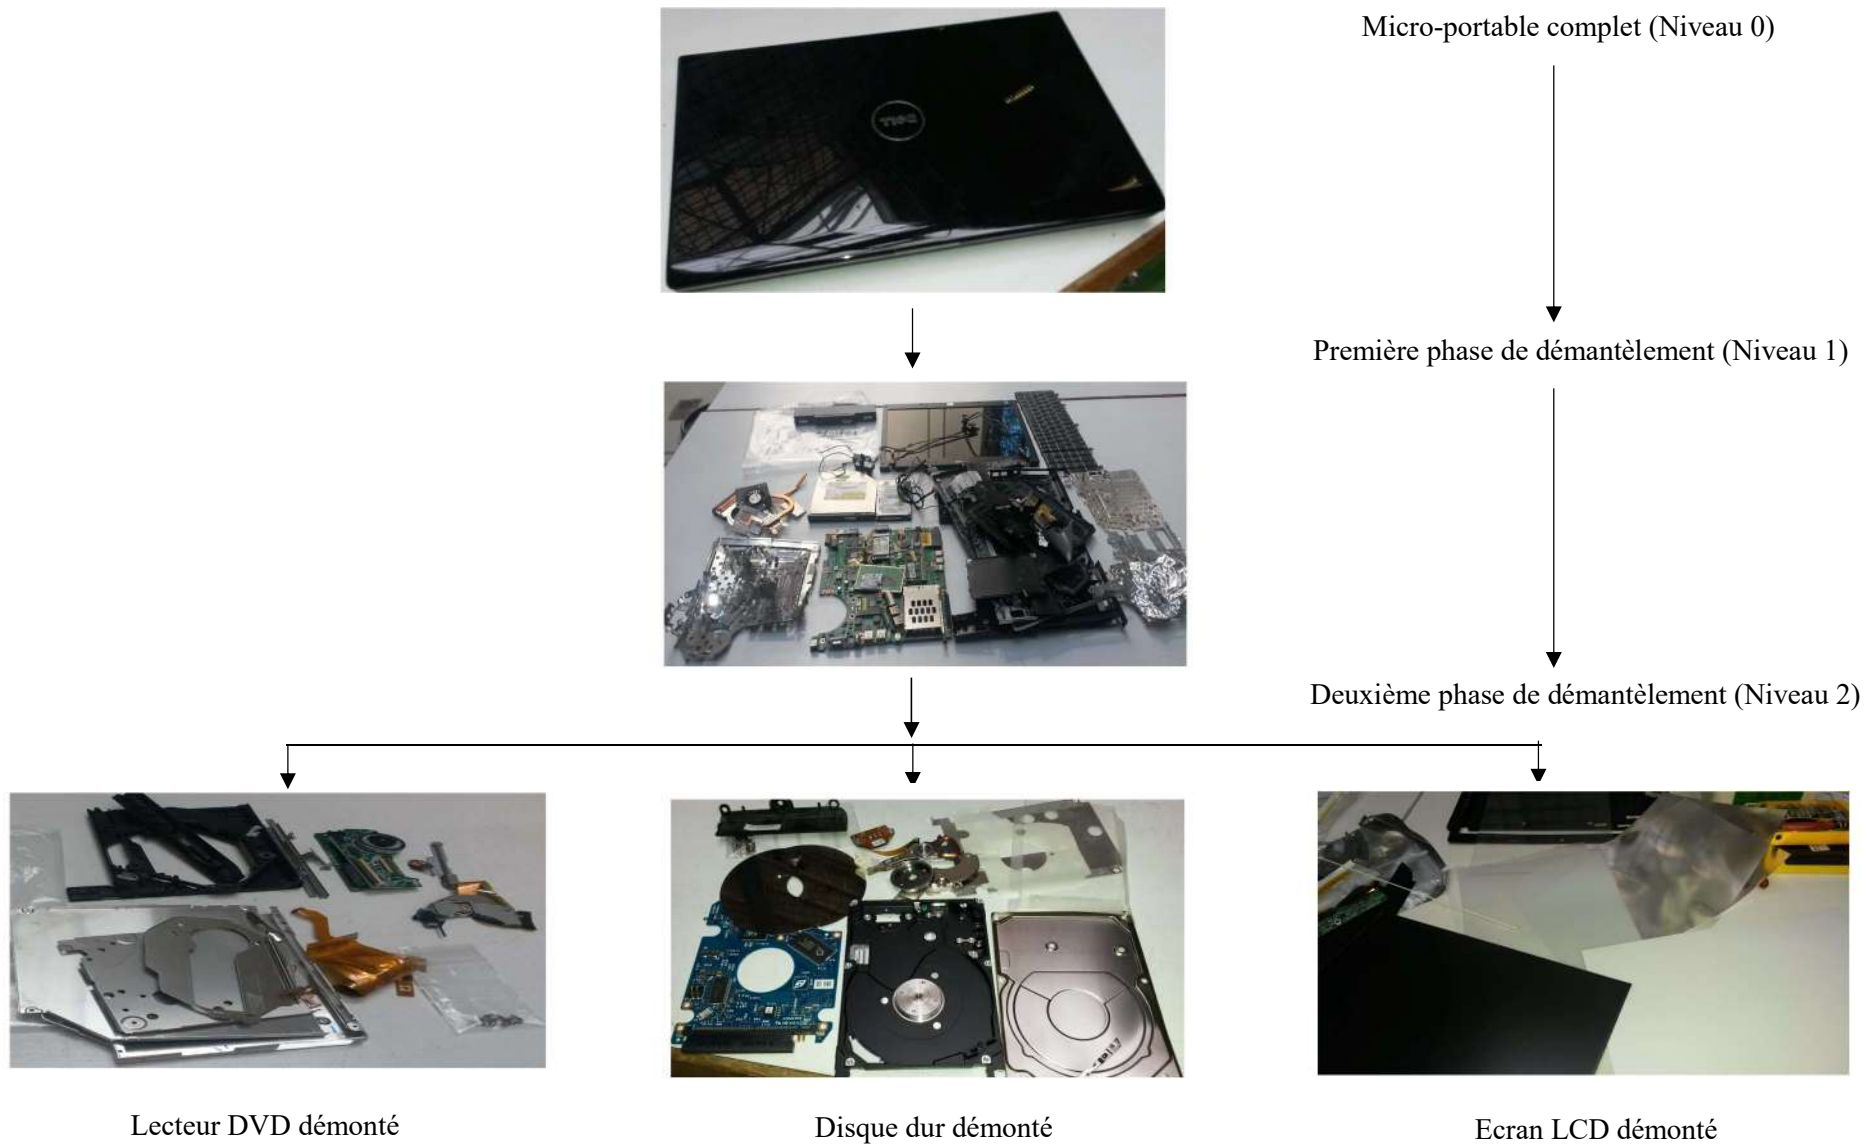 Micro-portable complet (Niveau 0)
DELL
Première phase de démantèlement (Niveau 1)
Deuxième phase de démantèlement (Niveau 2)
Lecteur DVD démonté
Disque dur démonté
Ecran LCD démonté